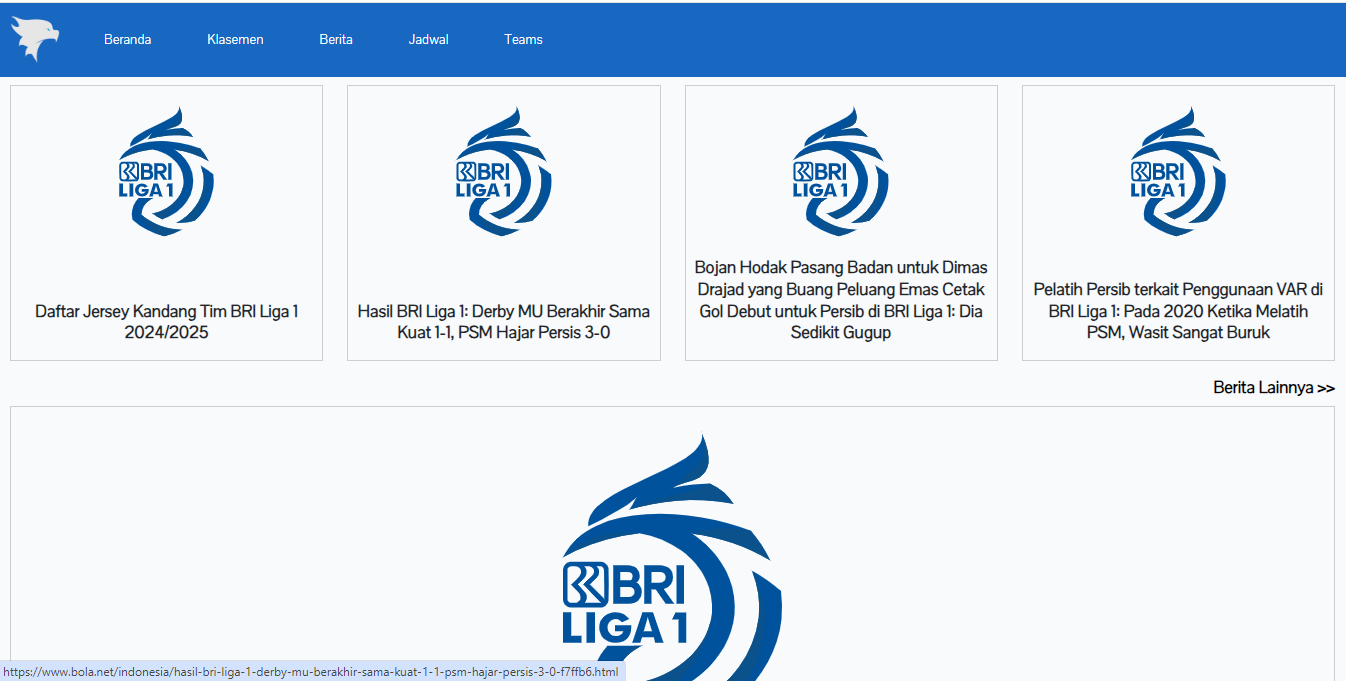 Beranda
Klasemen
Berita
Jadwal
Teams
BRI
LIGA 1
BRI
LIGA 1
BRI
LIGA 1
BRI
LIGA 1
Daftar Jersey Kandang Tim BRI Liga 1
2024/2025
Hasil BRI Liga 1: Derby MU Berakhir Sama
Kuat 1-1, PSM Hajar Persis 3-0
Bojan Hodak Pasang Badan untuk Dimas
Drajad yang Buang Peluang Emas Cetak
Gol Debut untuk Persib di BRI Liga 1: Dia
Sedikit Gugup
Pelatih Persib terkait Penggunaan VAR di
BRI Liga 1: Pada 2020 Ketika Melatih
PSM, Wasit Sangat Buruk
Berita Lainnya >>
BRI
LIGA 1
https://www.bola.net/indonesia/hasil-bri-liga-1-derby-mu-berakhir-sama-kuat-1-1-psm-hajar-persis-3-0-f7ffb6.html